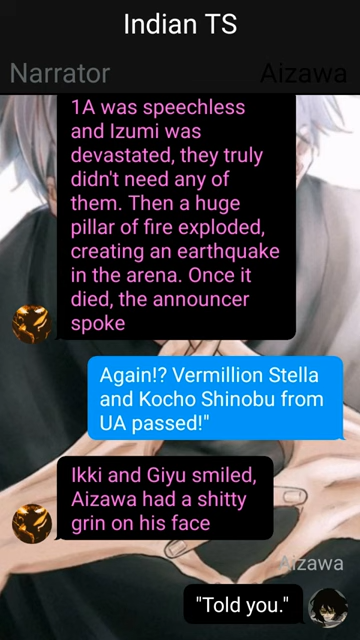 Indian TS
Narrator
Aizawa
1A was speechless
and Izumi was
devastated, they truly
didn't need any of
them. Then a huge
pillar of fire exploded,
creating an earthquake
in the arena. Once it
died, the announcer
spoke
Again!? Vermillion Stella
and Kocho Shinobu from
UA passed!"
Ikki and Giyu smiled,
Aizawa had a shitty
grin on his face
Aizawa
"Told you."